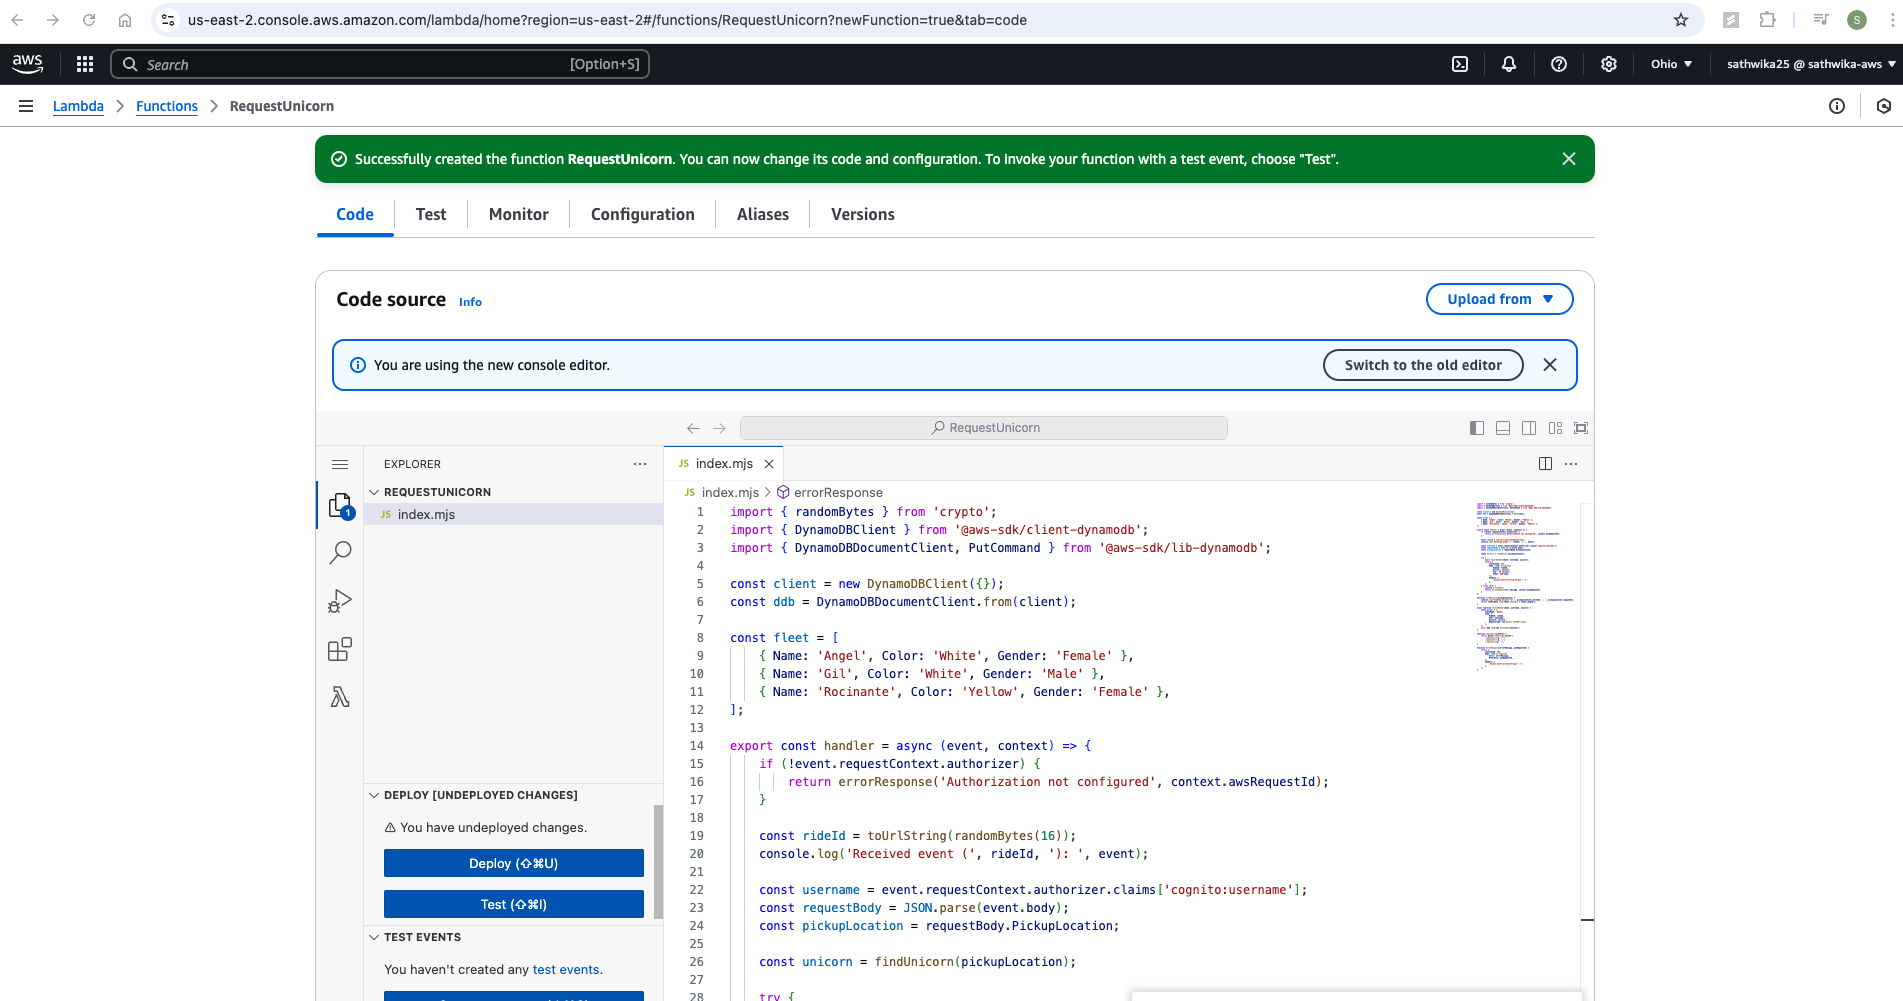 us-east-2.console.aws.amazon.com/lambda/home?region=us-east-2#/functions/RequestUnicorn?newFunction=true&tab=code
S
aws
Search
[Option+S]
Ohio
sathwika25 @ sathwika-aws
Lambda > Functions > RequestUnicorn
Successfully created the function RequestUnicorn. You can now change its code and configuration. To invoke your function with a test event, choose "Test".
Code
Test
Monitor
Configuration
Aliases
Versions
Code source Info
Upload from
You are using the new console editor.
Switch to the old editor
RequestUnicorn
EXPLORER
REQUESTUNICORN
1
JS index.mjs
DEPLOY [UNDEPLOYED CHANGES]
You have undeployed changes.
Deploy (⇧⌘U)
Test (⇧⌘I)
TEST EVENTS
You haven't created any test events.
JS index.mjs
JS index.mjs > errorResponse
1 import { randomBytes } from 'crypto';
2 import { DynamoDBClient } from '@aws-sdk/client-dynamodb';
3 import { DynamoDBDocumentClient, PutCommand } from '@aws-sdk/lib-dynamodb';
4
5 const client = new DynamoDBClient({});
6 const ddb = DynamoDBDocumentClient.from(client);
7
8 const fleet = [
9 { Name: 'Angel', Color: 'White', Gender: 'Female' },
10 { Name: 'Gil', Color: 'White', Gender: 'Male' },
11 { Name: 'Rocinante', Color: 'Yellow', Gender: 'Female' },
12 ];
13
14 export const handler = async (event, context) => {
15 if (!event.requestContext.authorizer) {
16 return errorResponse('Authorization not configured', context.awsRequestId);
17 }
18
19 const rideId = toUrlString(randomBytes(16));
20 console.log('Received event (', rideId, '): ', event);
21
22 const username = event.requestContext.authorizer.claims['cognito:username'];
23 const requestBody = JSON.parse(event.body);
24 const pickupLocation = requestBody.PickupLocation;
25
26 const unicorn = findUnicorn(pickupLocation);
27
28 try {